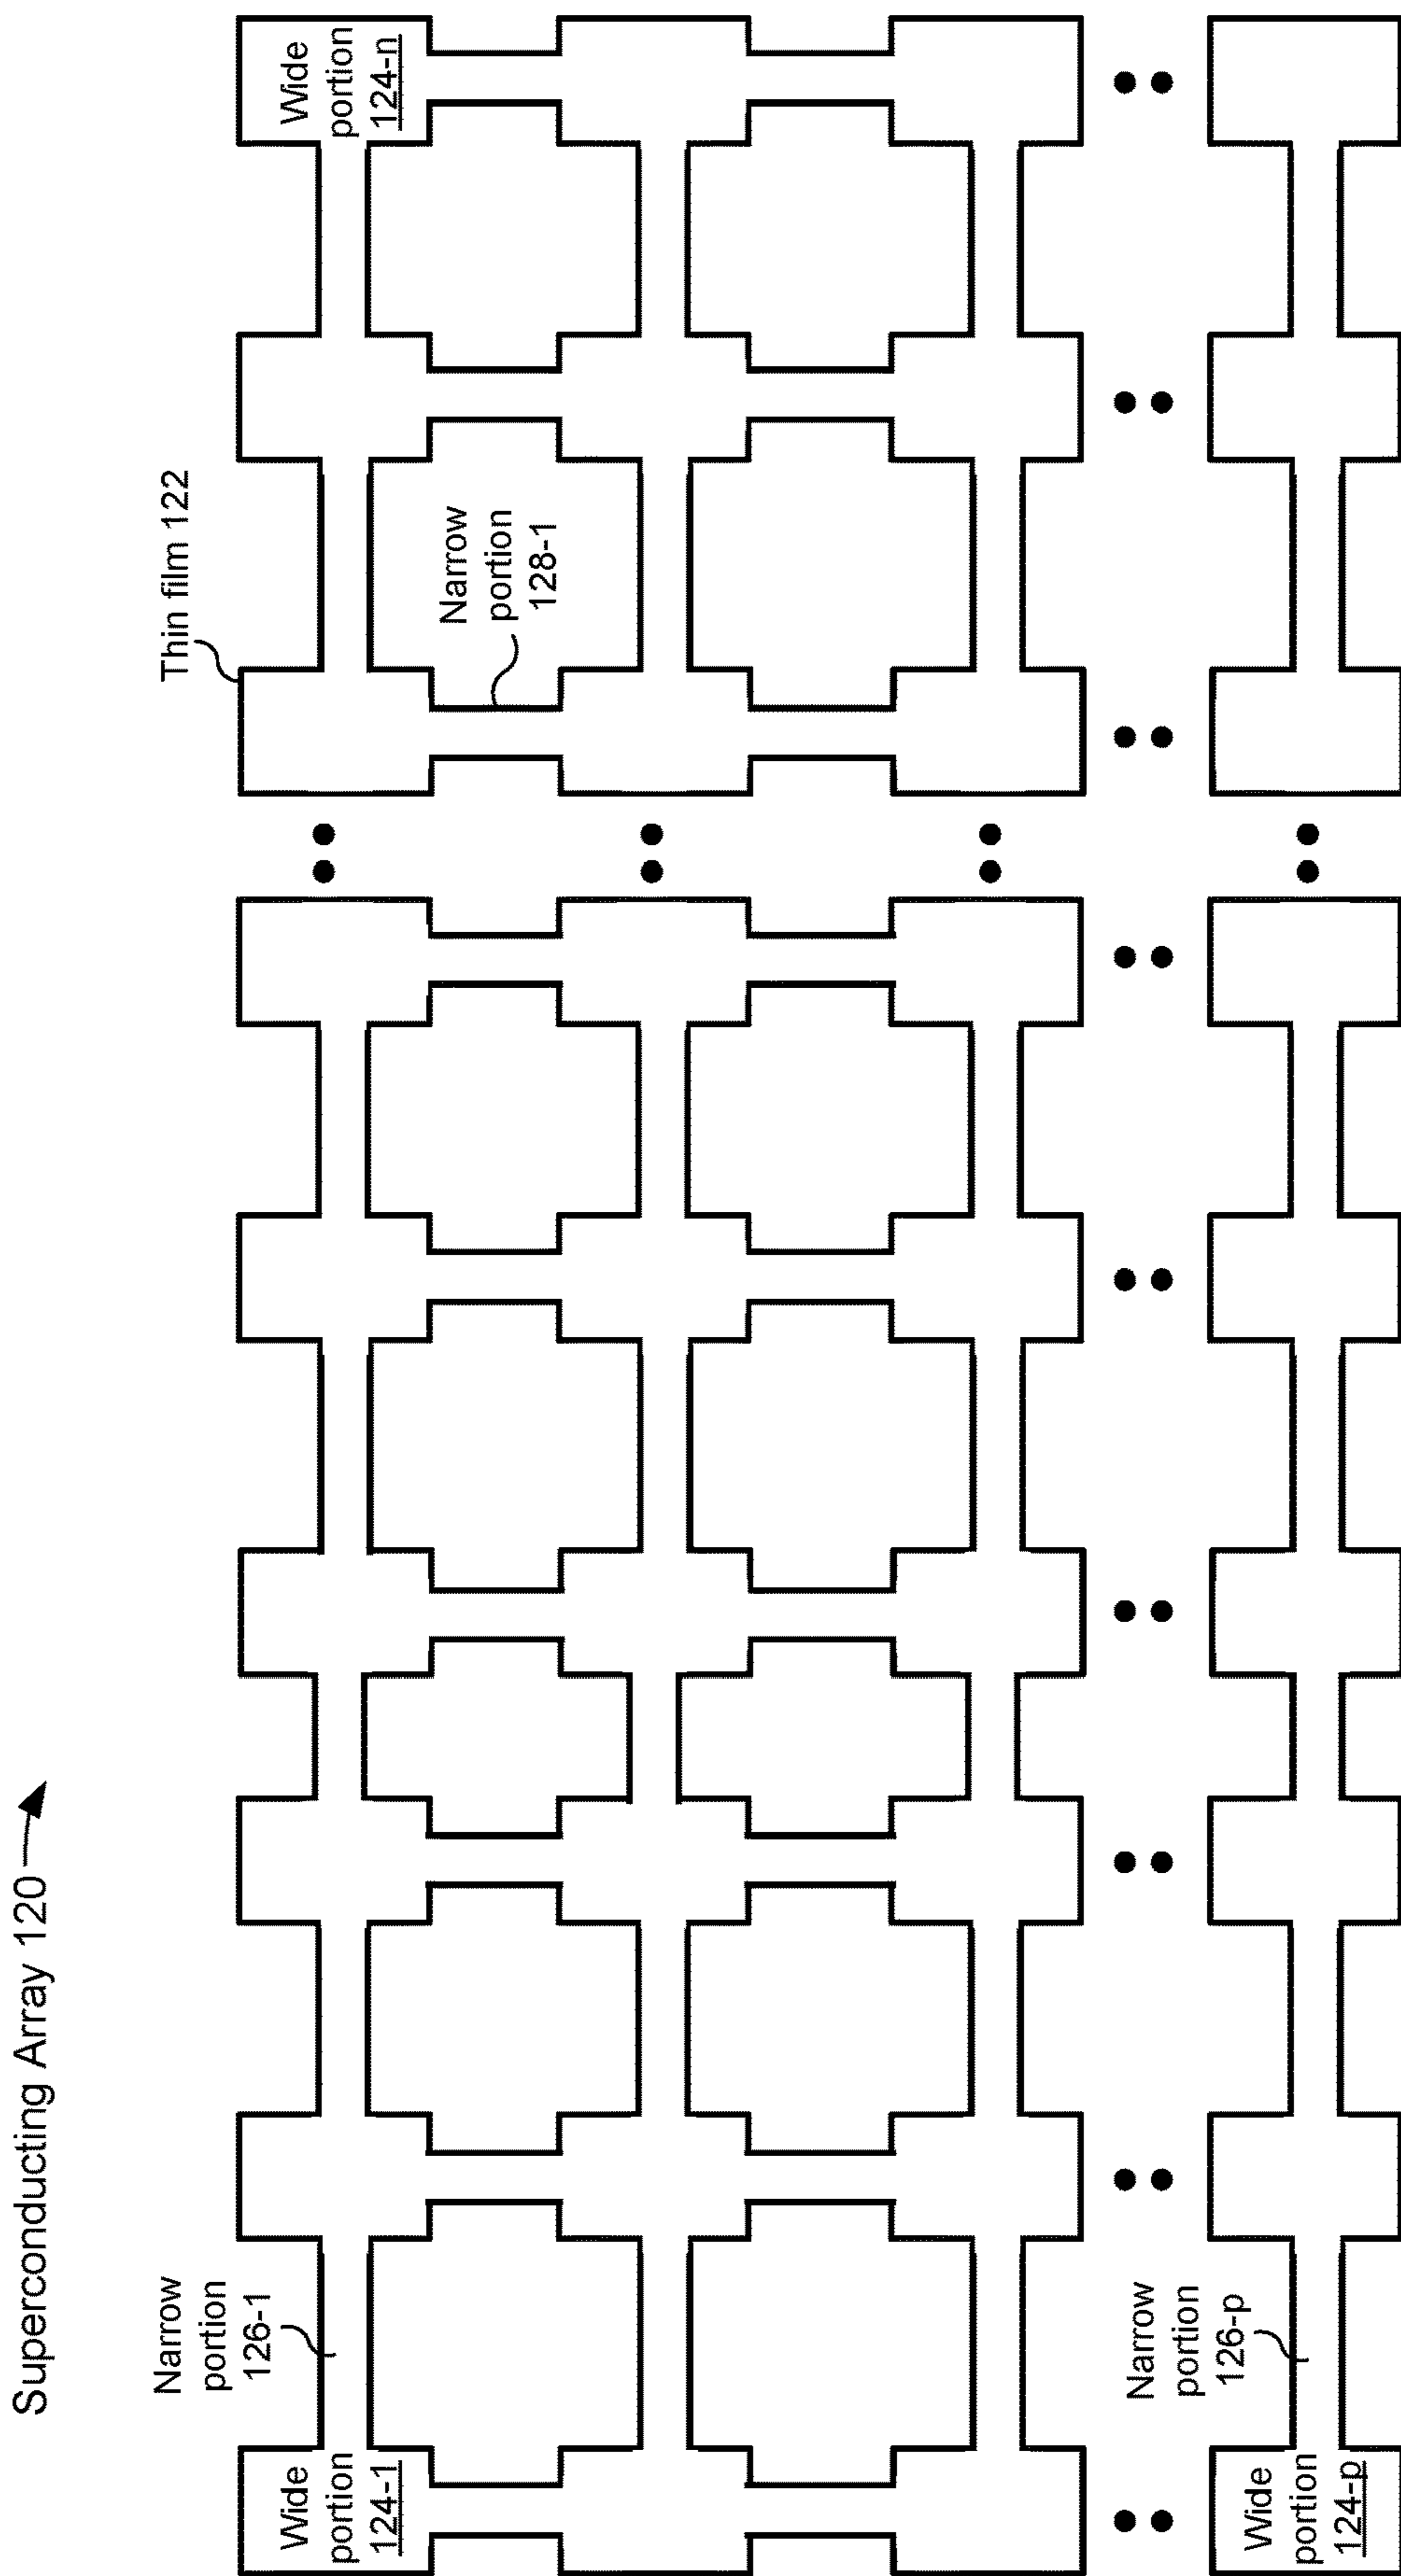 Superconducting Array 120
Thin film 122
Narrow
portion
126-1
Wide
portion
124-1
Narrow
portion
128-1
Wide
portion
124-n
Narrow
portion
126-p
Wide
portion
124-p